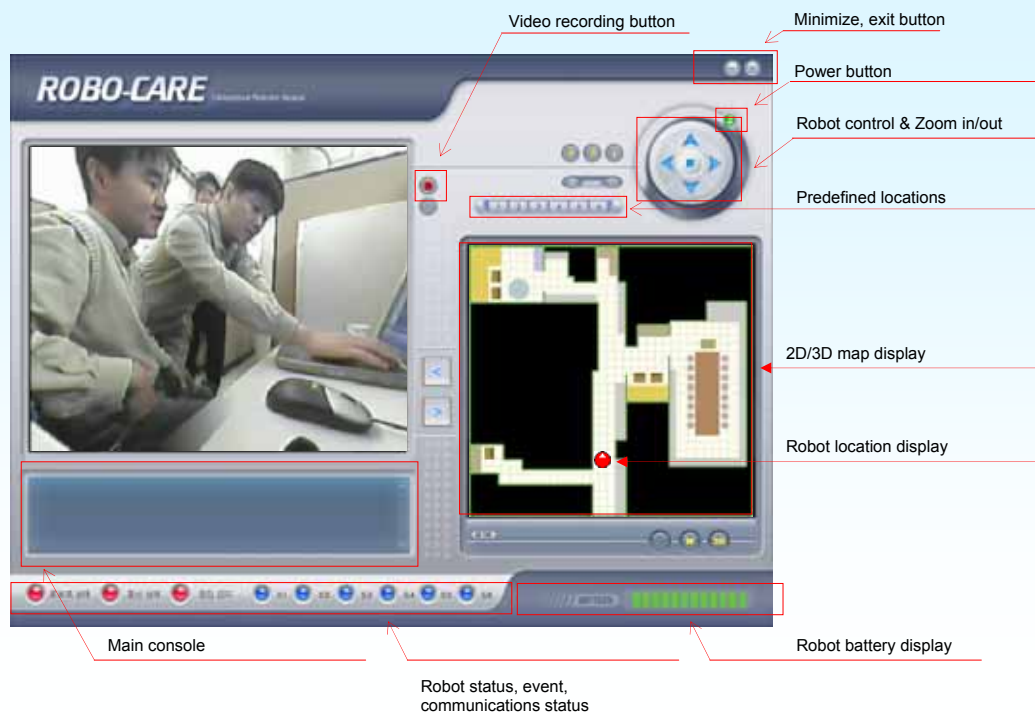 Video recording button
Minimize, exit button
ROBO-CARE
Power button
Robot control & Zoom in/out
Predefined locations
2D/3D map display
Robot location display
Main console
Robot battery display
Robot status, event,
communications status